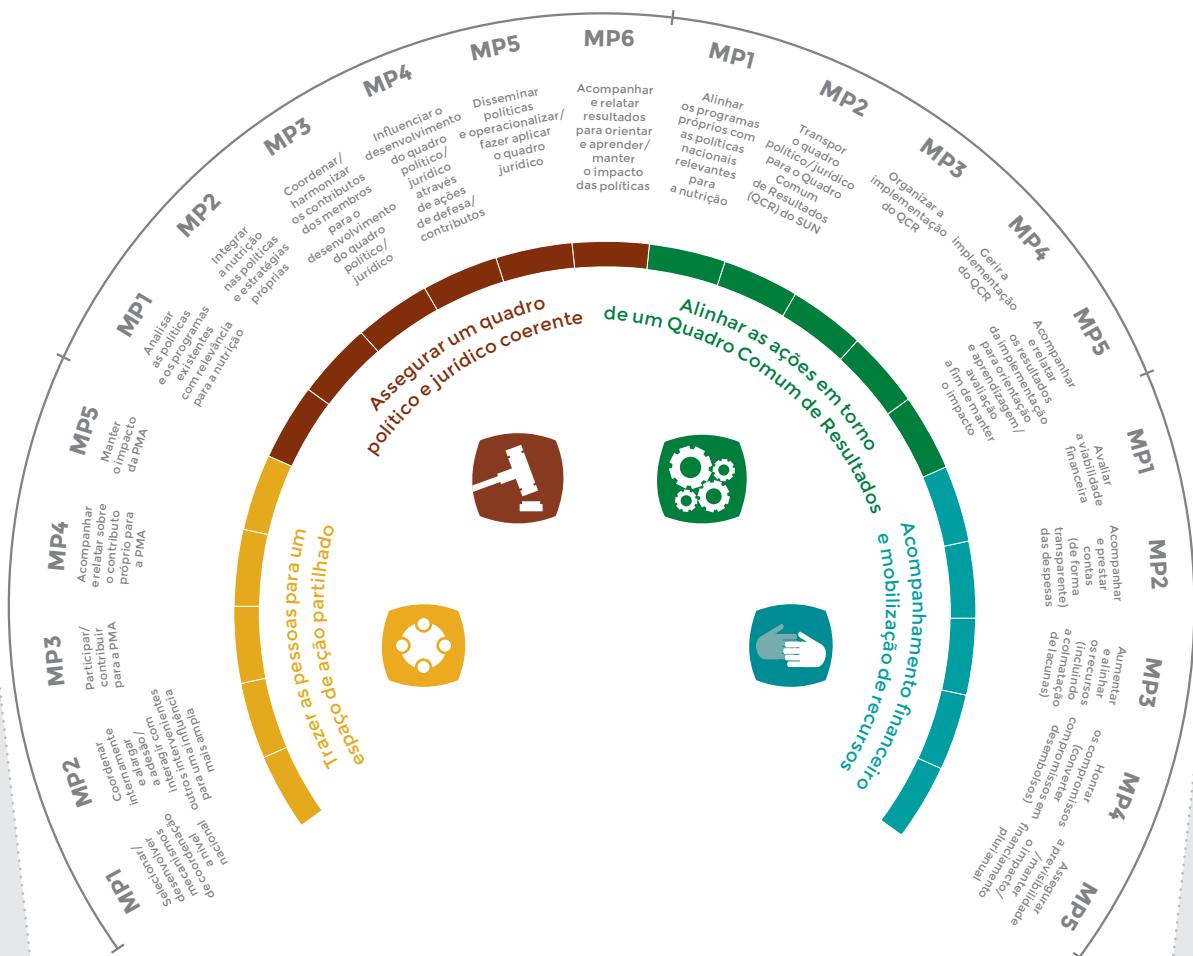 MP1
Selecionar/
desenvolver
mecanismos
de coordenação
a nível
nacional
MP2
Coordenar
internamente
e alargar
a adesão/
interagir com
outros intervenientes
para uma influência
mais ampla
MP3
Participar/
contribuir
para a PMA
MP4
Acompanhar
e relatar sobre
o contributo
próprio para
a PMA
MP5
Manter
o impacto
da PMA
Trazer as pessoas para um
espaço de ação partilhado
MP1
Analisar
as políticas
e os programas
existentes
com relevância
para a nutrição
MP2
Integrar
a nutrição
nas políticas
e estratégias
próprias
MP3
Coordenar/
harmonizar
os contributos
dos membros
para o
desenvolvimento
do quadro
político/
jurídico
MP4
Influenciar o
desenvolvimento
do quadro
político/
jurídico
através
de ações
de defesa/
contributos
MP5
Disseminar
políticas
e operacionalizar/
fazer aplicar
o quadro
jurídico
MP6
Acompanhar
e relatar
resultados
para orientar
e aprender/
manter
o impacto
das políticas
Assegurar um quadro
político e jurídico coerente
MP1
Alinhar
os programas
próprios com
as políticas
nacionais
relevantes
para
a nutrição
MP2
Transpor
o quadro
político/jurídico
para o Quadro
Comum
de Resultados
(QCR) do SUN
MP3
Organizar a
implementação
do QCR
MP4
Gerir a
implementação
do QCR
MP5
Acompanhar
e relatar
os resultados
da implementação
para orientação
e aprendizagem/
avaliação
a fim de manter
o impacto
Alinhar as ações em torno
de um Quadro Comum de Resultados
MP1
Avaliar
a viabilidade
financeira
MP2
Acompanhar
e prestar
contas
(de forma
transparente)
das despesas
MP3
Aumentar
e alinhar
os recursos
(incluindo
a colmatação
de lacunas)
MP4
Honrar
os compromissos
(converter
compromissos em
desembolsos)
MP5
Assegurar
a previsibilidade
/manter
o impacto/
financiamento
plurianual
Acompanhamento financeiro
e mobilização de recursos